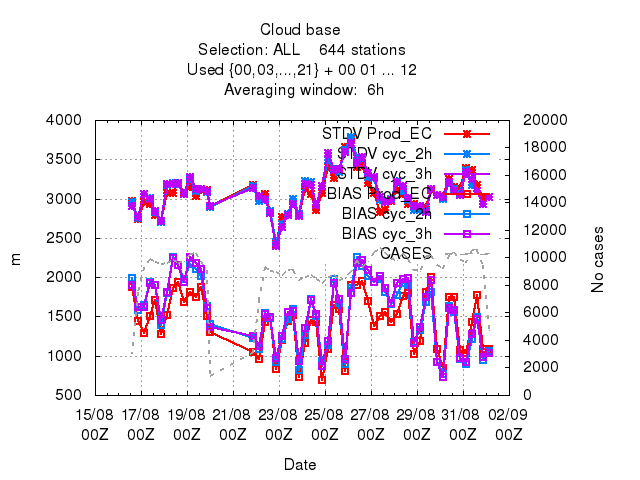 Cloud base
Selection: ALL    644 stations
Used {00,03,...,21} + 00 01 ... 12
Averaging window:  6h
4000
3500
3000
2500
2000
1500
1000
500
m
20000
18000
16000
14000
12000
10000
8000
6000
4000
2000
0
No cases
STDV Prod_EC
STDV cyc_2h
STDV cyc_3h
BIAS Prod_EC
BIAS cyc_2h
BIAS cyc_3h
CASES
15/08 17/08 19/08 21/08 23/08 25/08 27/08 29/08 31/08 02/09
00Z 00Z 00Z 00Z 00Z 00Z 00Z 00Z 00Z 00Z
Date